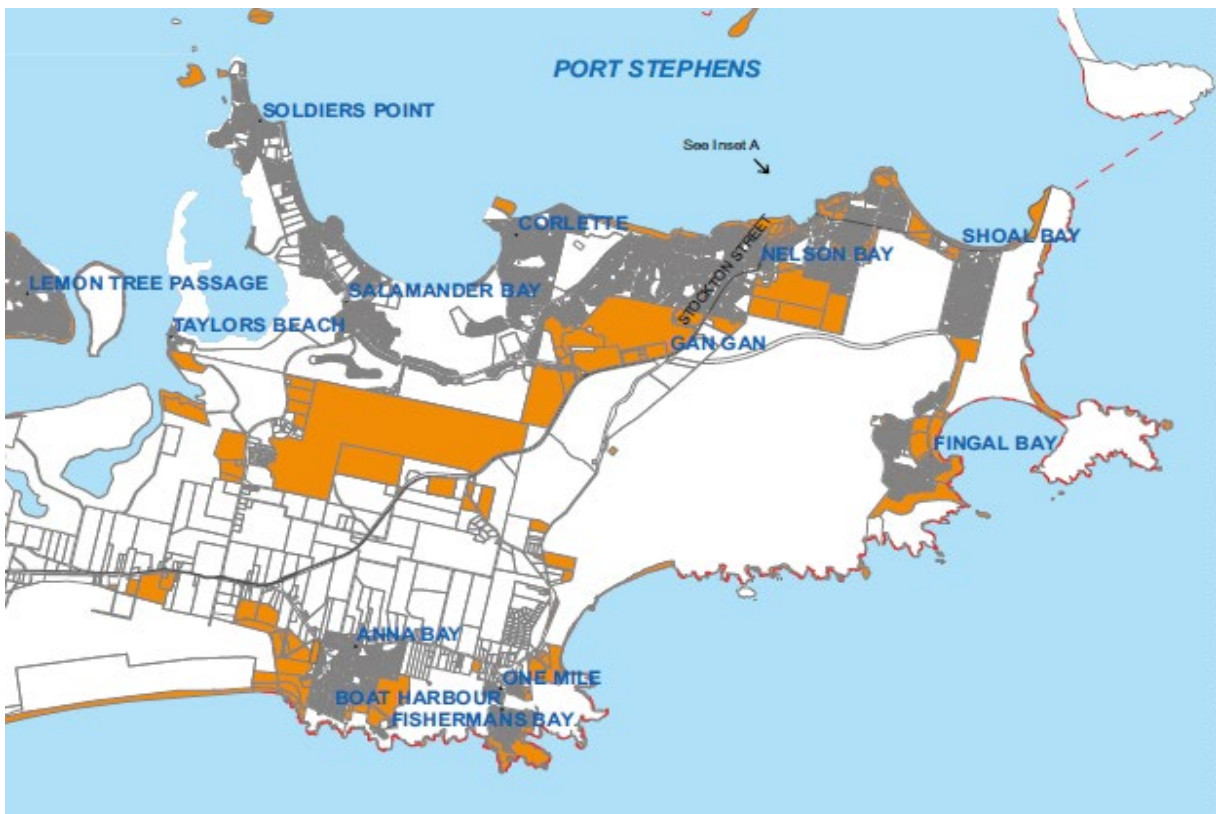 PORT STEPHENS
SOLDIERS POINT
See Inset A
CORLETTE
STOCKTON STREET
SHOAL BAY
NELSON BAY
LEMON TREE PASSAGE
SALAMANDER BAY
TAYLORS BEACH
GAN GAN
FINGAL BAY
ANNA BAY
ONE MILE
BOAT HARBOUR
FISHERMANS BAY